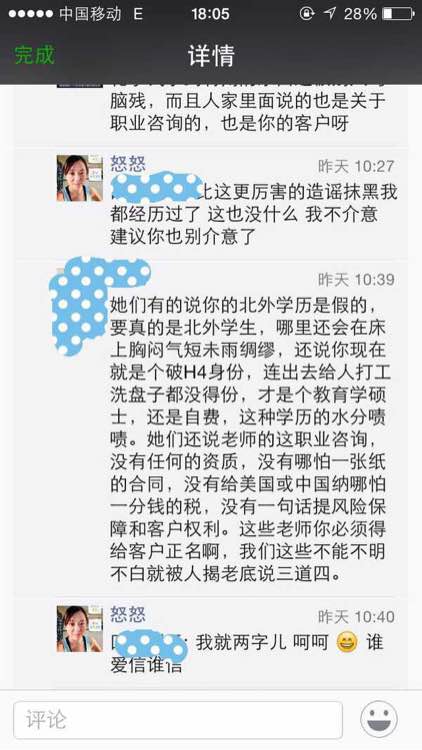 中国移动 E 18:05 28%
完成 详情
脑残，而且人家里面说的也是关于
职业咨询的，也是你的客户呀
怒怒 昨天 10:27
比这更厉害的造谣抹黑我
都经历过了 这也没什么 我不介意
建议你也别介意了
昨天 10:39
她们有的说你的北外学历是假的，
要真的是北外学生，哪里还会在床
上胸闷气短未雨绸缪，还说你现在
就是个破H4身份，连出去给人打工
洗盘子都没得份，才是个教育学硕
士，还是自费，这种学历的水分啧
啧。她们还说老师的这职业咨询，
没有任何的资质，没有哪怕一张纸
的合同，没有给美国或中国纳哪怕
一分钱的税，没有一句话提风险保
障和客户权利。这些老师你必须得
给客户正名啊，我们这些不能不明
不白就被人揭老底说三道四。
怒怒 昨天 10:40
: 我就两字儿 呵呵 😄 谁
爱信谁信
评论